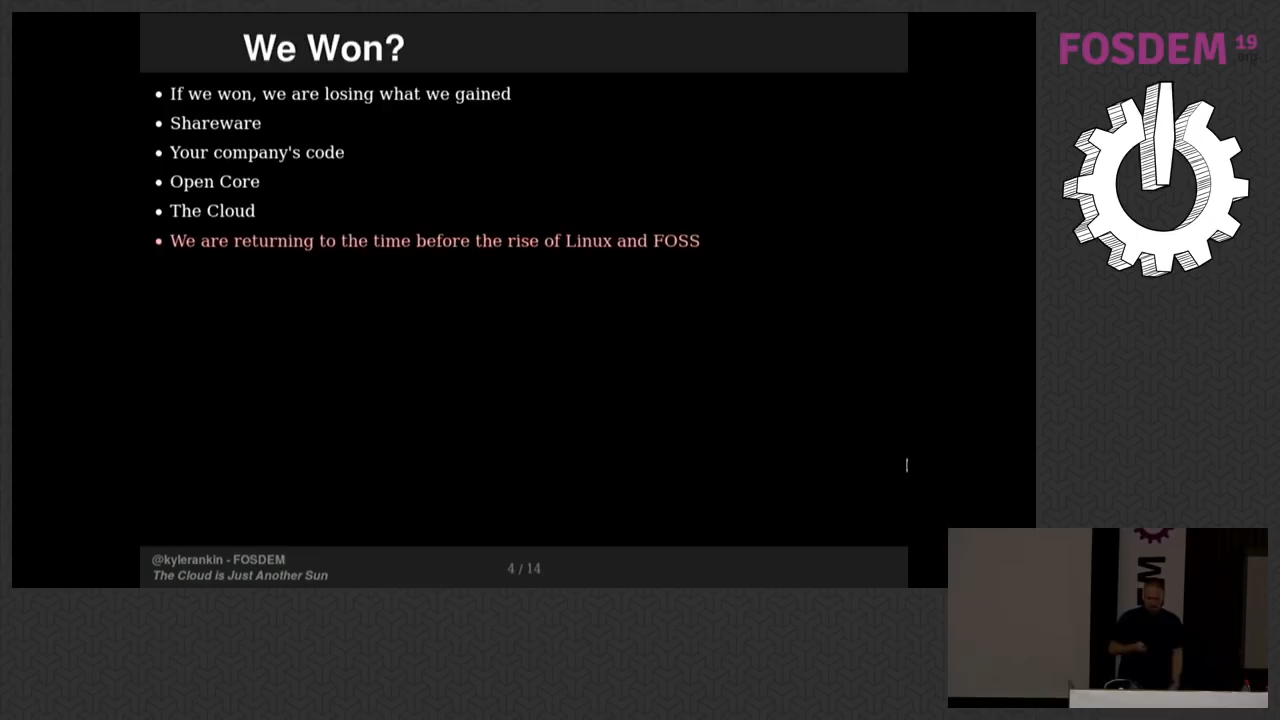 We Won?
• If we won, we are losing what we gained
• Shareware
• Your company's code
• Open Core
• The Cloud
• We are returning to the time before the rise of Linux and FOSS
@kylerankin - FOSDEM
The Cloud is Just Another Sun
4 / 14
FOSDEM 19
.org